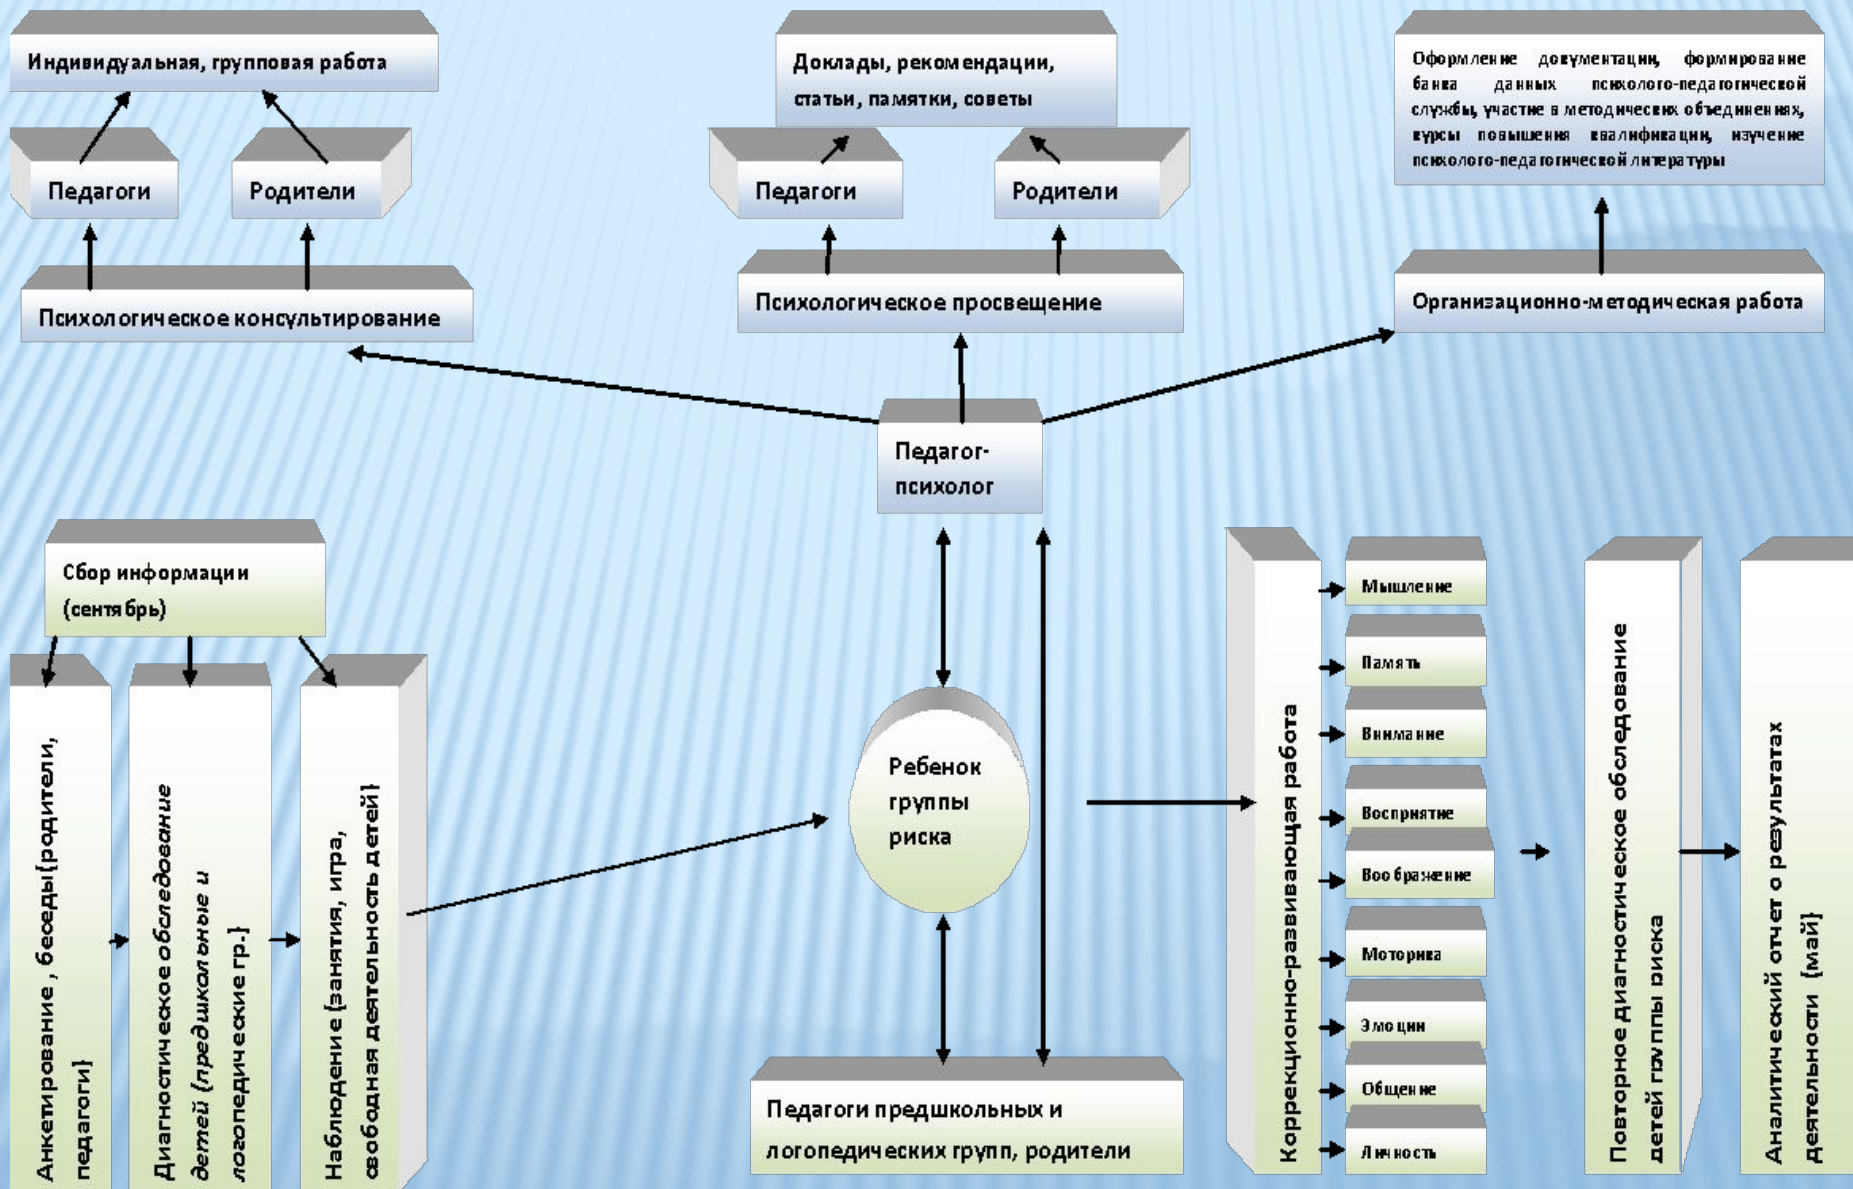 Индивидуальная, групповая работа
Педагоги
Родители
Психологическое консультирование
Доклады, рекомендации,
статьи, памятки, советы
Педагоги
Родители
Психологическое просвещение
Оформление документации, формирование
банка данных психолого-педагогической
службы, участие в методических объединениях,
курсы повышения квалификации, изучение
психолого-педагогической литературы
Организационно-методическая работа
Педагог-
психолог
Сбор информации
(сентябрь)
Анкетирование , беседы(родители,
педагоги)
Диагностическое обследование
детей (предшкольные и
логопедические гр.)
Наблюдение (занятия, игра,
свободная деятельность детей)
Ребенок
группы
риска
Педагоги предшкольных и
логопедических групп, родители
Коррекционно-развивающая работа
Мышление
Память
Внимание
Восприятие
Воображение
Моторика
Эмоции
Общение
Личность
Повторное диагностическое обследование
детей группы риска
Аналитический отчет о результатах
деятельности (май)